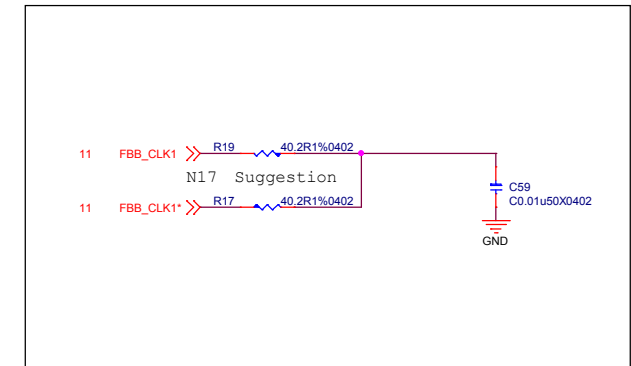 11 FBB_CLK1 R19 40.2R1%0402
N17 Suggestion
11 FBB_CLK1* R17 40.2R1%0402
C59
C0.01u50X0402
GND